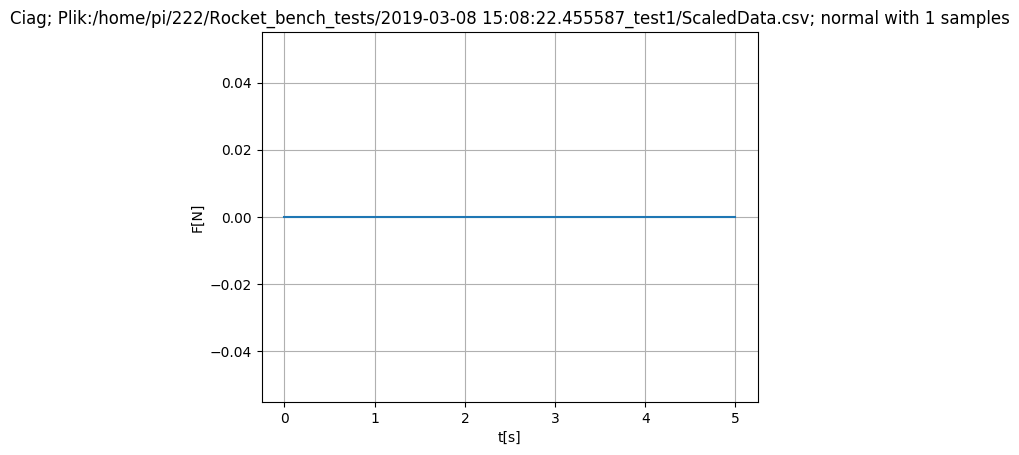 Ciag; Plik:/home/pi/222/Rocket_bench_tests/2019-03-08 15:08:22.455587_test1/ScaledData.csv; normal with 1 samples
0.04
0.02
0.00
−0.02
−0.04
F[N]
0 1 2 3 4 5
t[s]